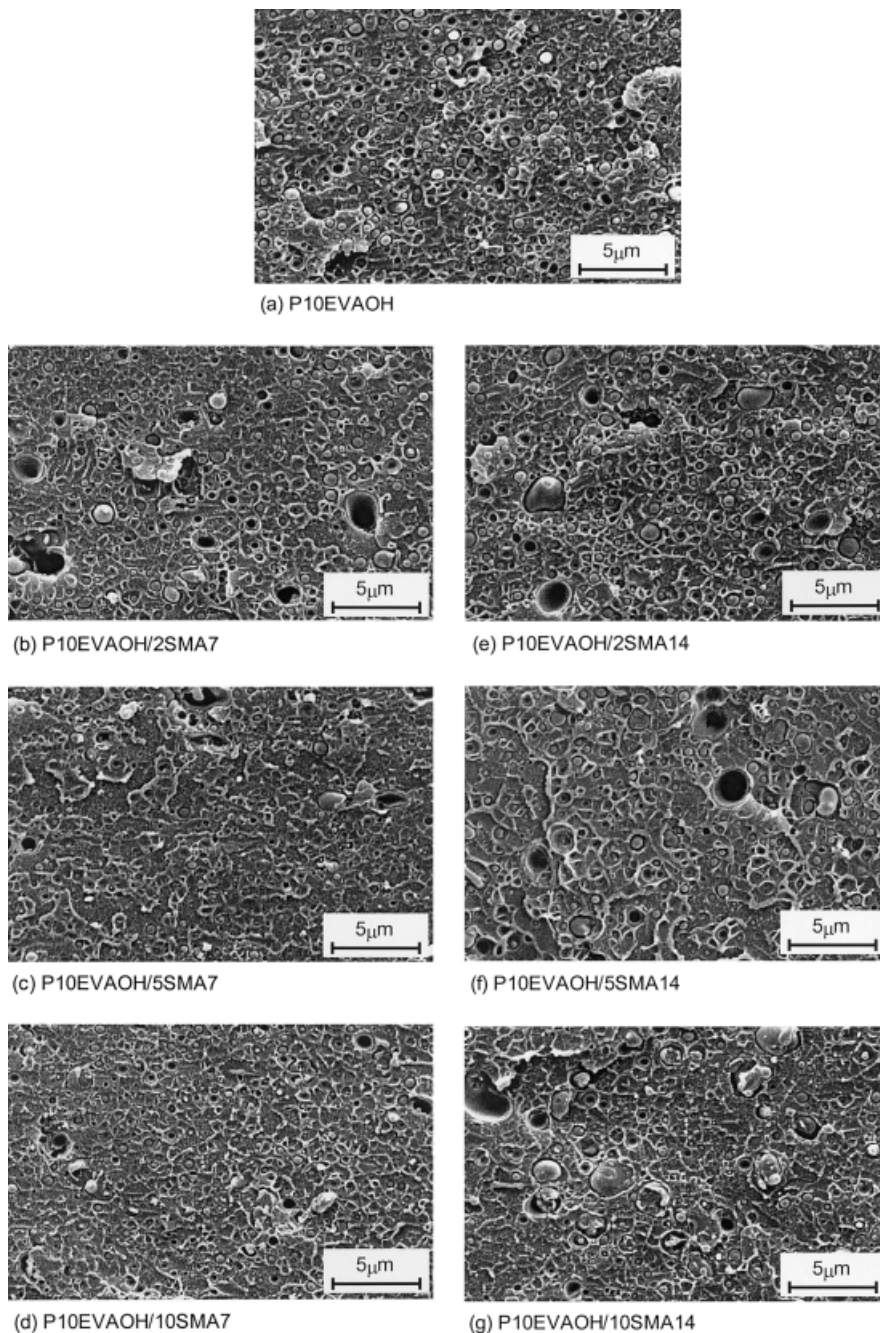 5μm
(a) P10EVAOH
5μm
5μm
(b) P10EVAOH/2SMA7
(e) P10EVAOH/2SMA14
5μm
5μm
(c) P10EVAOH/5SMA7
(f) P10EVAOH/5SMA14
5μm
5μm
(d) P10EVAOH/10SMA7
(g) P10EVAOH/10SMA14